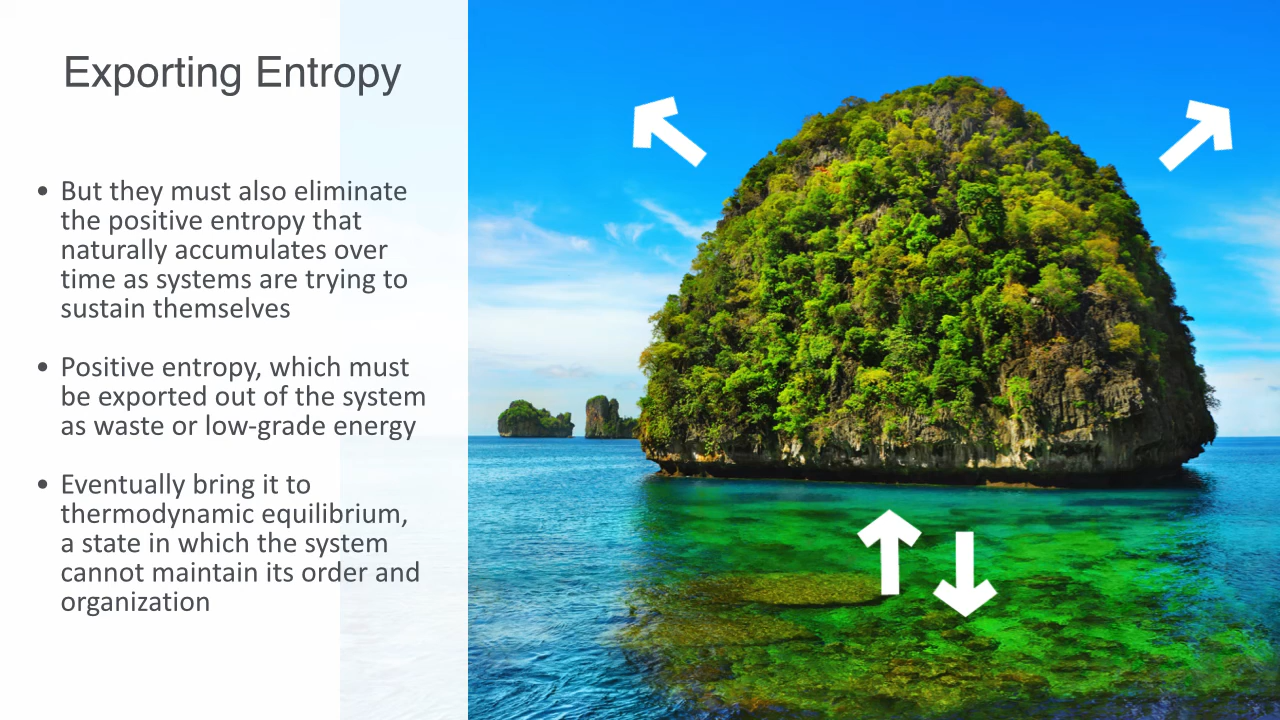 Exporting Entropy
• But they must also eliminate
the positive entropy that
naturally accumulates over
time as systems are trying to
sustain themselves
• Positive entropy, which must
be exported out of the system
as waste or low-grade energy
• Eventually bring it to
thermodynamic equilibrium,
a state in which the system
cannot maintain its order and
organization